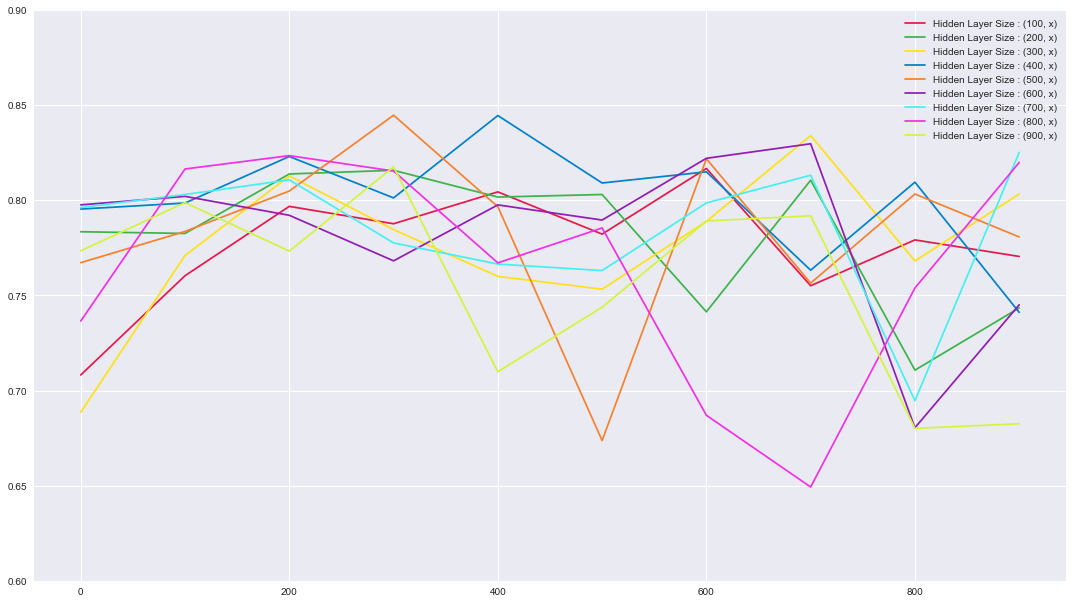 0.90
0.85
0.80
0.75
0.70
0.65
0.60
0
200
400
600
800
Hidden Layer Size : (100, x)
Hidden Layer Size : (200, x)
Hidden Layer Size : (300, x)
Hidden Layer Size : (400, x)
Hidden Layer Size : (500, x)
Hidden Layer Size : (600, x)
Hidden Layer Size : (700, x)
Hidden Layer Size : (800, x)
Hidden Layer Size : (900, x)